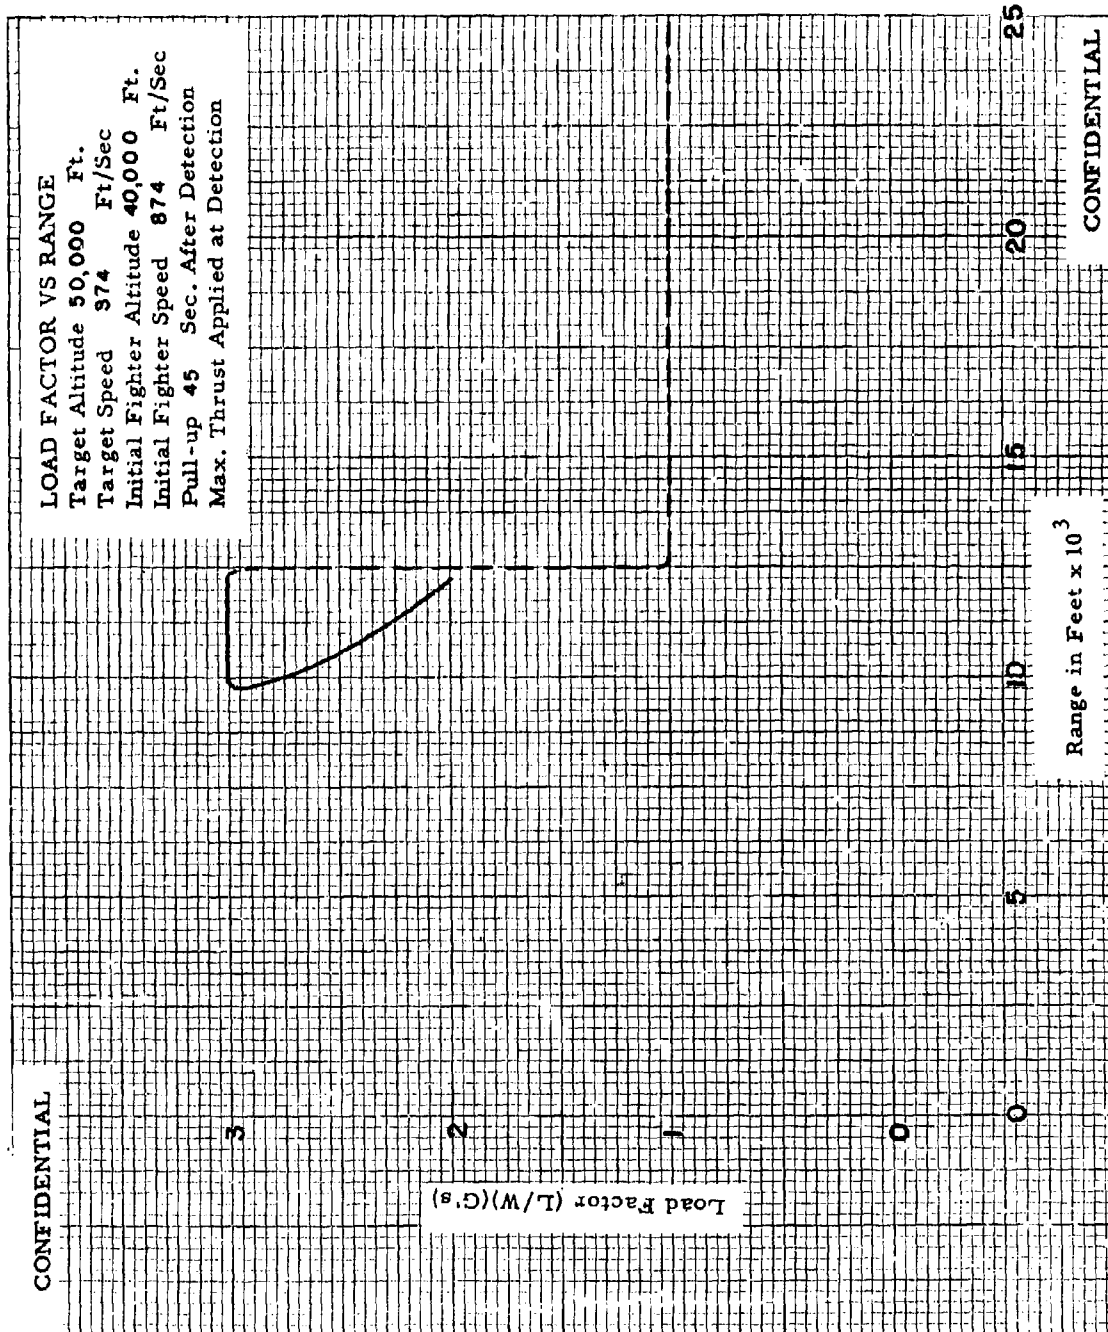 CONFIDENTIAL
LOAD FACTOR VS RANGE
Target Altitude 50,000 Ft.
Target Speed 974 Ft/Sec
Initial Fighter Altitude 40,000 Ft.
Initial Fighter Speed 874 Ft/Sec
Pull-up 45 Sec. After Detection
Max. Thrust Applied at Detection
Load Factor (L/W)(G's)
3
2
1
0
0
5
10
15
20
25
Range in Feet x 10³
CONFIDENTIAL